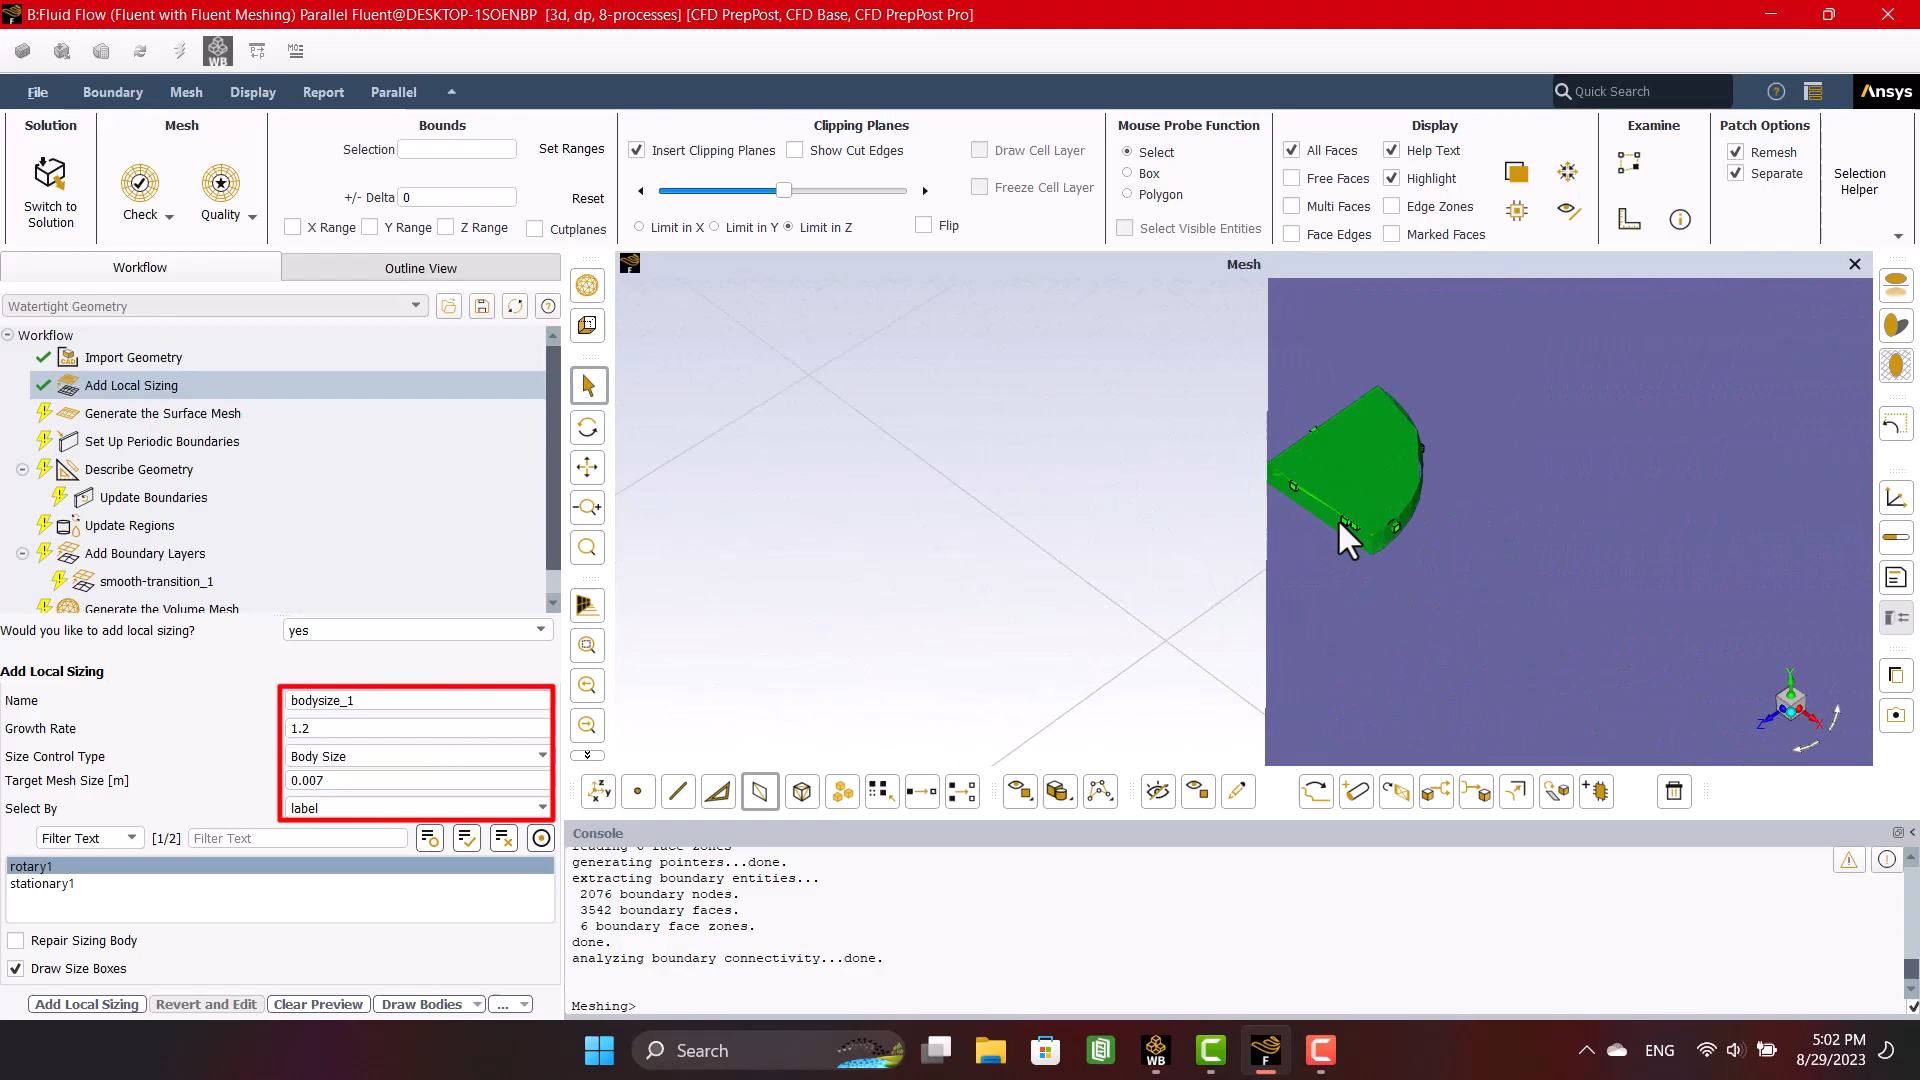 B:Fluid Flow (Fluent with Fluent Meshing) Parallel Fluent@DESKTOP-1SOENBP [3d, dp, 8-processes] [CFD PrepPost, CFD Base, CFD PrepPost Pro]
WB
File Boundary Mesh Display Report Parallel
Quick Search
Ansys
Solution
Switch to
Solution
Mesh
Check
Quality
Bounds
Selection
Set Ranges
+/- Delta 0
Reset
X Range Y Range Z Range Cutplanes
Clipping Planes
Insert Clipping Planes Show Cut Edges Draw Cell Layer
Freeze Cell Layer
Limit in X Limit in Y Limit in Z Flip
Mouse Probe Function
Select
Box
Polygon
Select Visible Entities
Display
All Faces Help Text
Free Faces Highlight
Multi Faces Edge Zones
Face Edges Marked Faces
Examine
Patch Options
Remesh
Separate
Selection
Helper
Workflow
Outline View
Mesh
Watertight Geometry
Workflow
Import Geometry
Add Local Sizing
Generate the Surface Mesh
Set Up Periodic Boundaries
Describe Geometry
Update Boundaries
Update Regions
Add Boundary Layers
smooth-transition_1
Generate the Volume Mesh
Would you like to add local sizing? yes
Add Local Sizing
Name bodysize_1
Growth Rate 1.2
Size Control Type Body Size
Target Mesh Size [m] 0.007
Select By label
Filter Text [1/2] Filter Text
rotary1
stationary1
Repair Sizing Body
Draw Size Boxes
Add Local Sizing Revert and Edit Clear Preview Draw Bodies ...
Y
Z
X
Console
reading 6 face zones
generating pointers...done.
extracting boundary entities...
2076 boundary nodes.
3542 boundary faces.
6 boundary face zones.
done.
analyzing boundary connectivity...done.
Meshing>
Search
WB
F
ENG
5:02 PM
8/29/2023